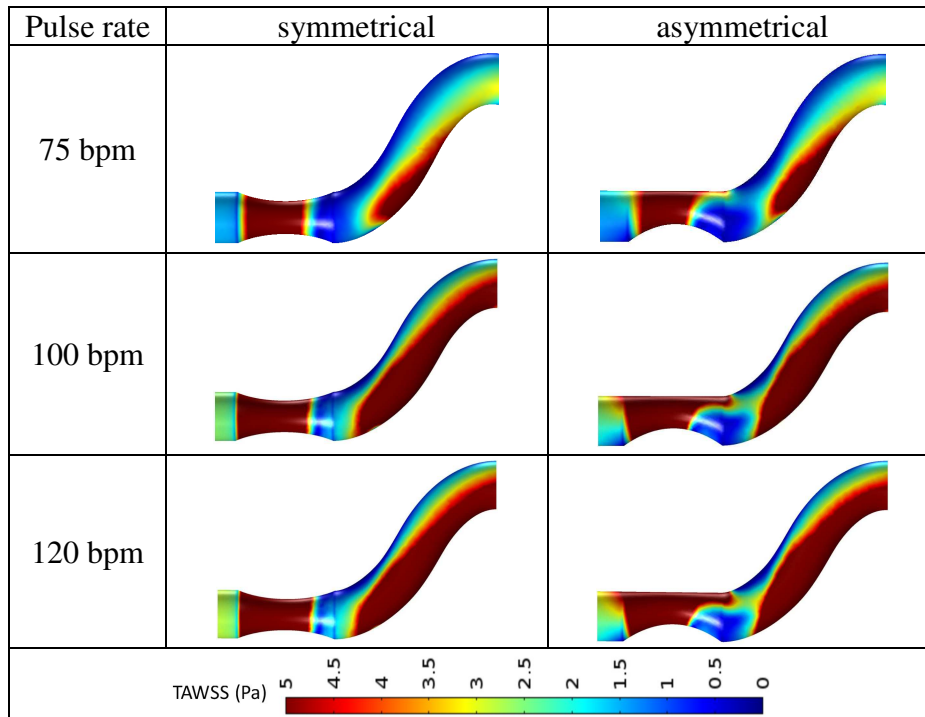 Pulse rate symmetrical asymmetrical
75 bpm
100 bpm
120 bpm
TAWSS (Pa) 5 4.5 4 3.5 3 2.5 2 1.5 1 0.5 0